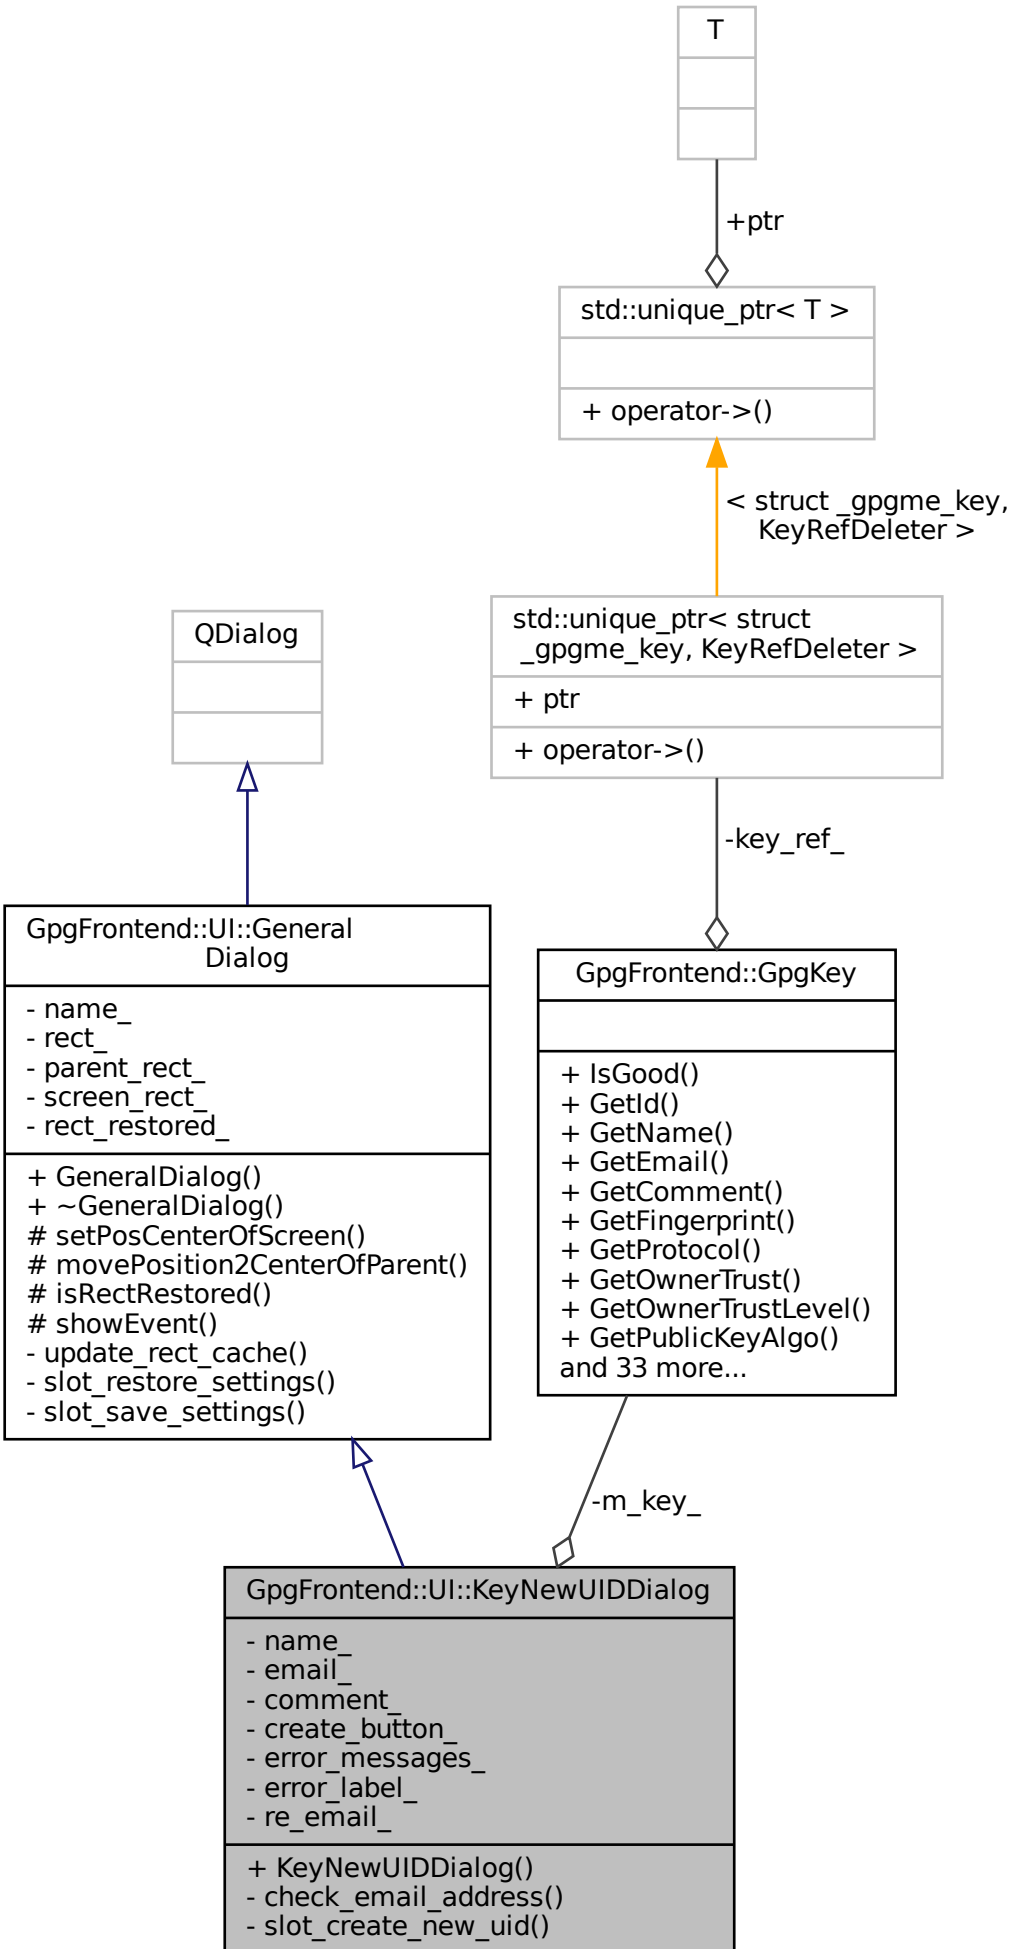 T
+ptr
std::unique_ptr< T >
+ operator->()
< struct _gpgme_key,
KeyRefDeleter >
std::unique_ptr< struct
_gpgme_key, KeyRefDeleter >
+ ptr
+ operator->()
QDialog
-key_ref_
GpgFrontend::UI::General
Dialog
- name_
- rect_
- parent_rect_
- screen_rect_
- rect_restored_
+ GeneralDialog()
+ ~GeneralDialog()
# setPosCenterOfScreen()
# movePosition2CenterOfParent()
# isRectRestored()
# showEvent()
- update_rect_cache()
- slot_restore_settings()
- slot_save_settings()
GpgFrontend::GpgKey
+ IsGood()
+ GetId()
+ GetName()
+ GetEmail()
+ GetComment()
+ GetFingerprint()
+ GetProtocol()
+ GetOwnerTrust()
+ GetOwnerTrustLevel()
+ GetPublicKeyAlgo()
and 33 more...
-m_key_
GpgFrontend::UI::KeyNewUIDDialog
- name_
- email_
- comment_
- create_button_
- error_messages_
- error_label_
- re_email_
+ KeyNewUIDDialog()
- check_email_address()
- slot_create_new_uid()